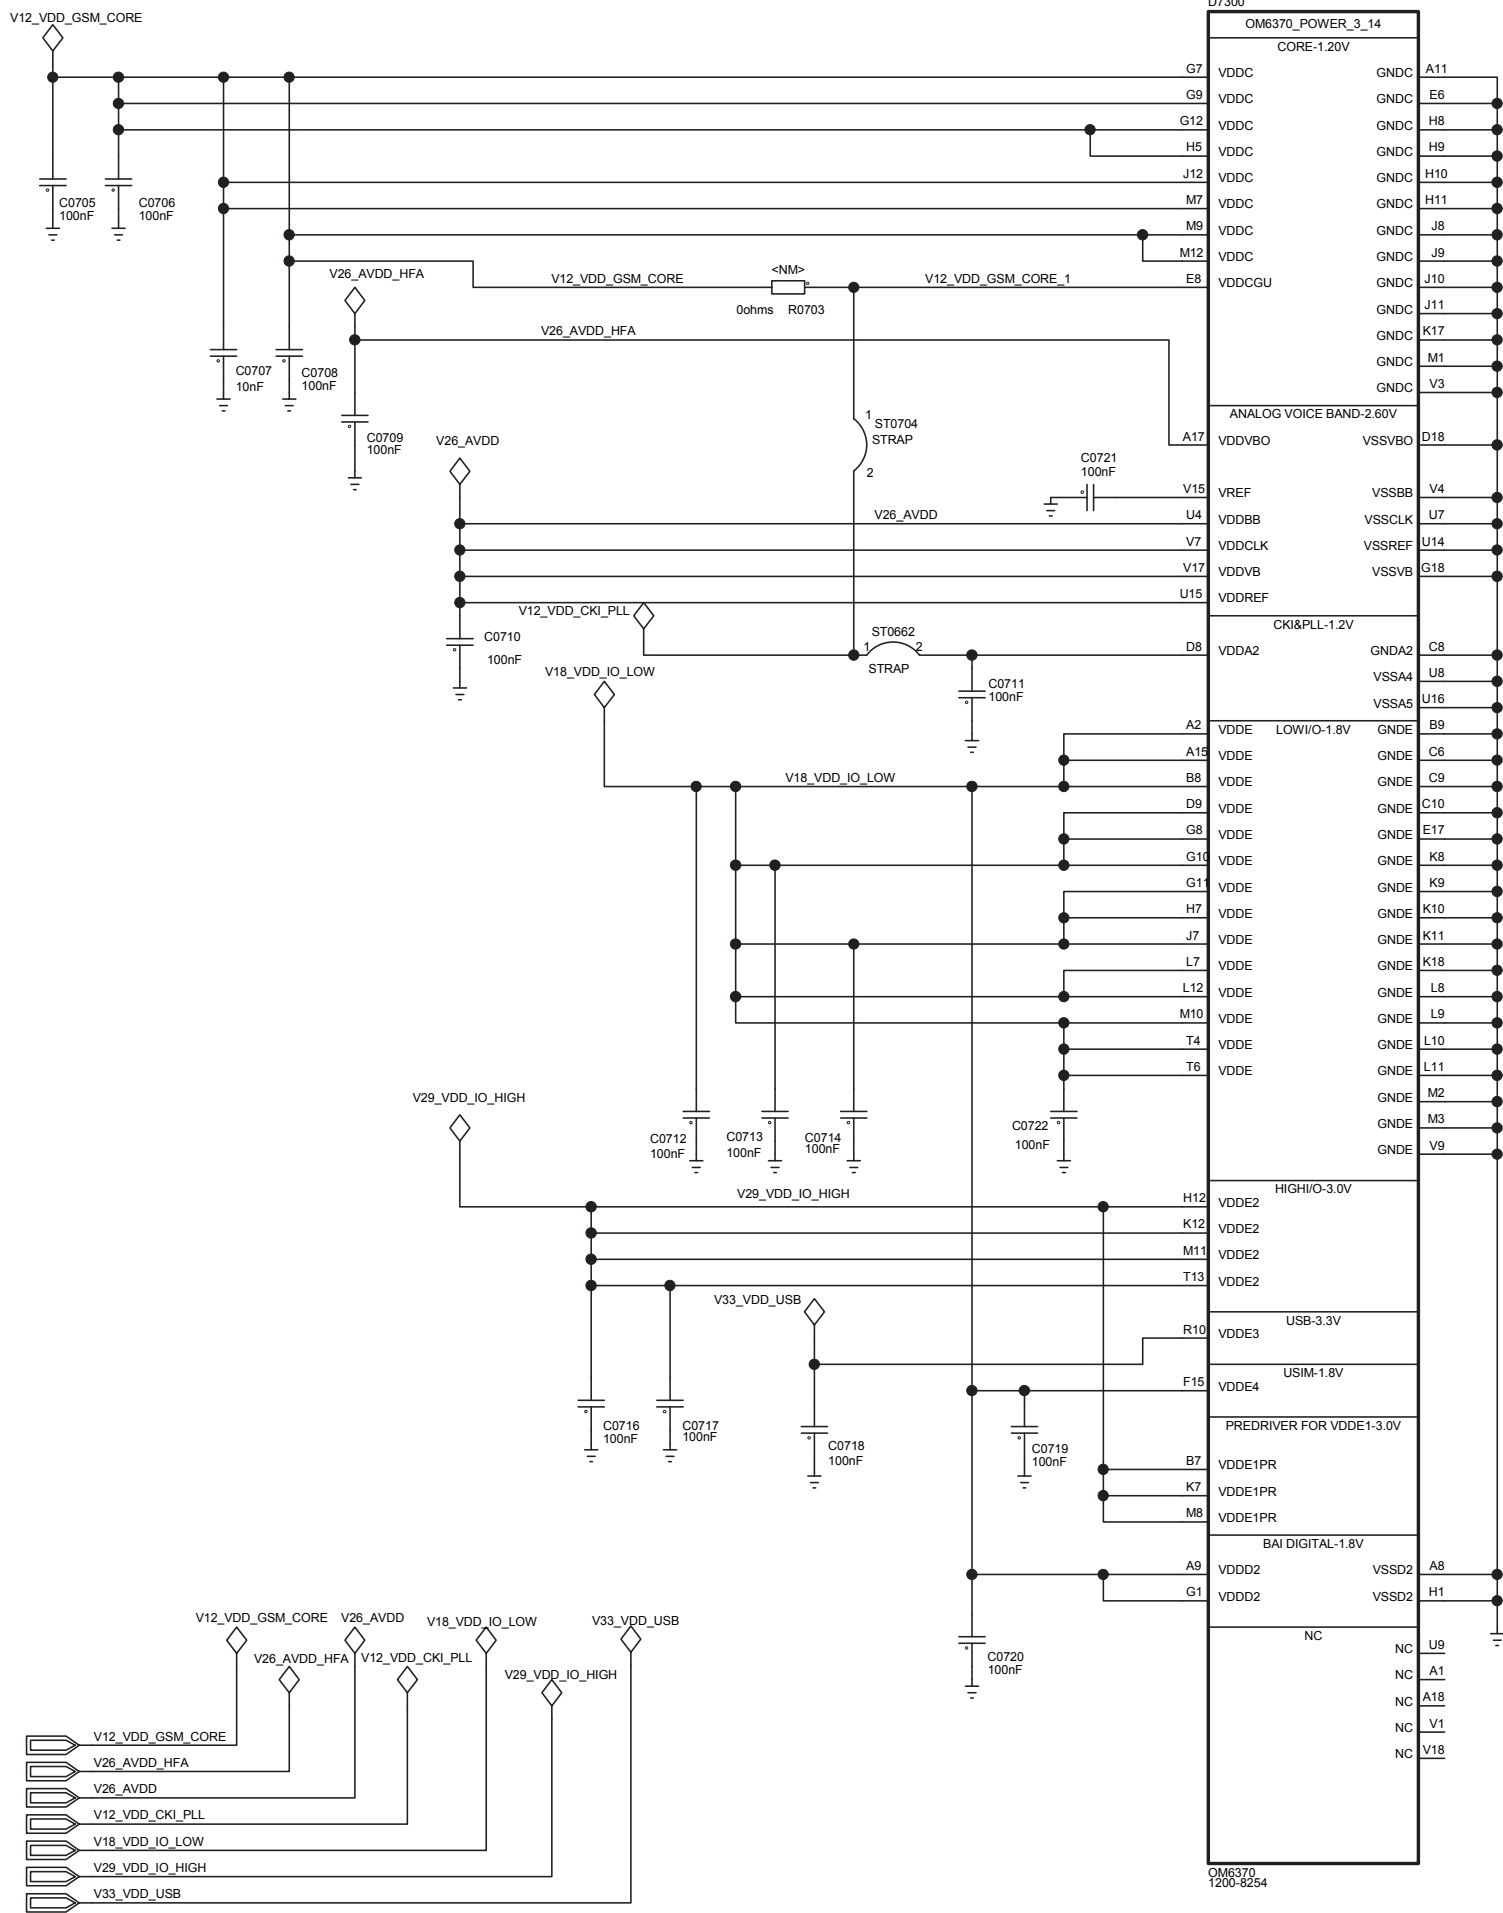 D7300
V12_VDD_GSM_CORE
OM6370_POWER_3_14
CORE-1.20V
G7 VDDC GNDC A11
G9 VDDC GNDC E6
G12 VDDC GNDC H8
H5 VDDC GNDC H9
J12 VDDC GNDC H10
M7 VDDC GNDC H11
M9 VDDC GNDC J8
M12 VDDC GNDC J9
E8 VDDCGU GNDC J10
GNDC J11
GNDC K17
GNDC M1
GNDC V3
C0705
100nF
C0706
100nF
V26_AVDD_HFA
V12_VDD_GSM_CORE
<NM>
0ohms R0703
V12_VDD_GSM_CORE_1
V26_AVDD_HFA
C0707
10nF
C0708
100nF
C0709
100nF
V26_AVDD
1
ST0704
STRAP
2
ANALOG VOICE BAND-2.60V
A17 VDDVBO VSSVBO D18
C0721
100nF
V15 VREF VSSBB V4
V26_AVDD
U4 VDDBB VSSCLK U7
V7 VDDCLK VSSREF U14
V17 VDDVB VSSVB G18
U15 VDDREF
V12_VDD_CKI_PLL
C0710
100nF
ST0662
1 2
STRAP
CKI&PLL-1.2V
D8 VDDA2 GNDA2 C8
VSSA4 U8
VSSA5 U16
V18_VDD_IO_LOW
C0711
100nF
LOWI/O-1.8V
V18_VDD_IO_LOW
A2 VDDE GNDE B9
A15 VDDE GNDE C6
B8 VDDE GNDE C9
D9 VDDE GNDE C10
G8 VDDE GNDE E17
G10 VDDE GNDE K8
G11 VDDE GNDE K9
H7 VDDE GNDE K10
J7 VDDE GNDE K11
L7 VDDE GNDE K18
L12 VDDE GNDE L8
M10 VDDE GNDE L9
T4 VDDE GNDE L10
T6 VDDE GNDE L11
GNDE M2
GNDE M3
GNDE V9
V29_VDD_IO_HIGH
C0712
100nF
C0713
100nF
C0714
100nF
C0722
100nF
V29_VDD_IO_HIGH
HIGHI/O-3.0V
H12 VDDE2
K12 VDDE2
M11 VDDE2
T13 VDDE2
V33_VDD_USB
USB-3.3V
R10 VDDE3
USIM-1.8V
F15 VDDE4
C0716
100nF
C0717
100nF
C0718
100nF
C0719
100nF
PREDRIVER FOR VDDE1-3.0V
B7 VDDE1PR
K7 VDDE1PR
M8 VDDE1PR
BAI DIGITAL-1.8V
A9 VDDD2 VSSD2 A8
G1 VDDD2 VSSD2 H1
C0720
100nF
NC
NC U9
NC A1
NC A18
NC V1
NC V18
V12_VDD_GSM_CORE
V26_AVDD
V18_VDD_IO_LOW
V33_VDD_USB
V26_AVDD_HFA
V12_VDD_CKI_PLL
V29_VDD_IO_HIGH
V12_VDD_GSM_CORE
V26_AVDD_HFA
V26_AVDD
V12_VDD_CKI_PLL
V18_VDD_IO_LOW
V29_VDD_IO_HIGH
V33_VDD_USB
OM6370
1200-8254